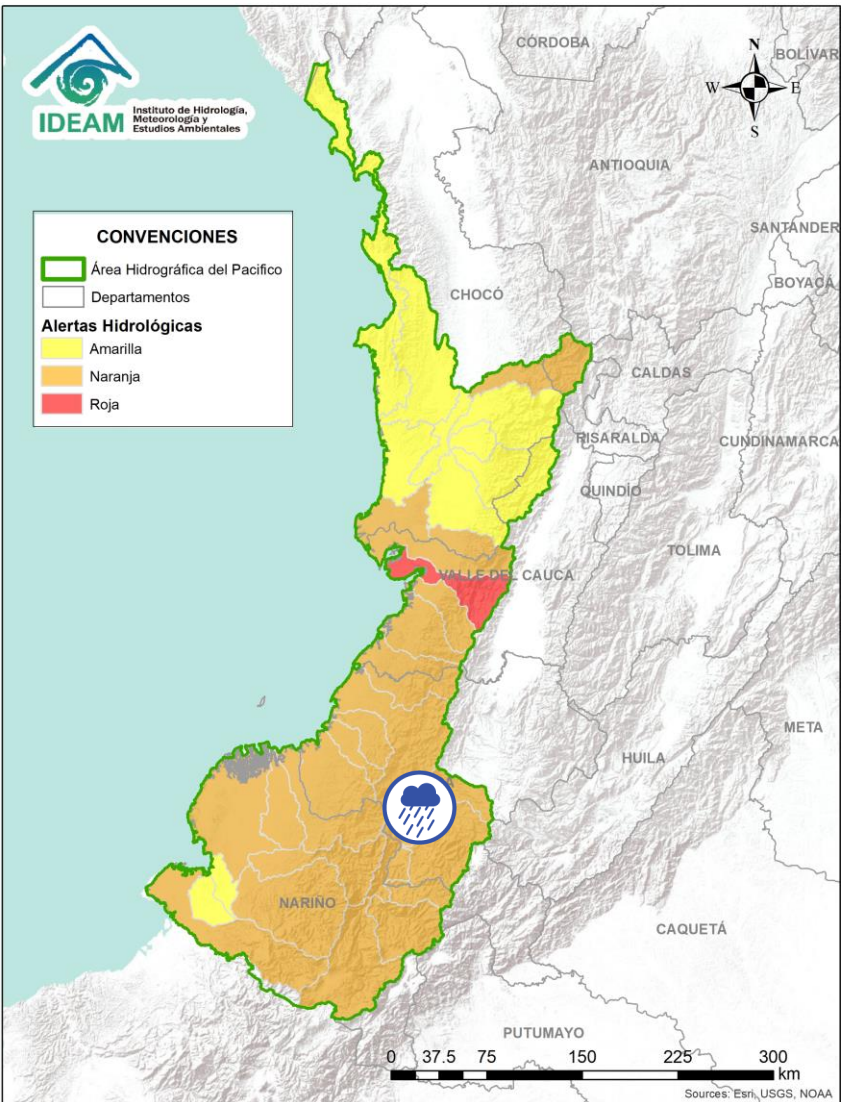 IDEAM
Instituto de Hidrología,
Meteorología y
Estudios Ambientales
CONVENCIONES
Área Hidrográfica del Pacifico
Departamentos
Alertas Hidrológicas
Amarilla
Naranja
Roja
N
W
E
S
CÓRDOBA
BOLÍVAR
ANTIOQUIA
SANTANDER
BOYACÁ
CHOCÓ
CALDAS
RISARALDA
CUNDINAMARCA
QUINDÍO
TOLIMA
VALLE DEL CAUCA
META
HUILA
NARIÑO
CAQUETÁ
PUTUMAYO
0 37.5 75 150 225 300
km
Sources: Esri, USGS, NOAA